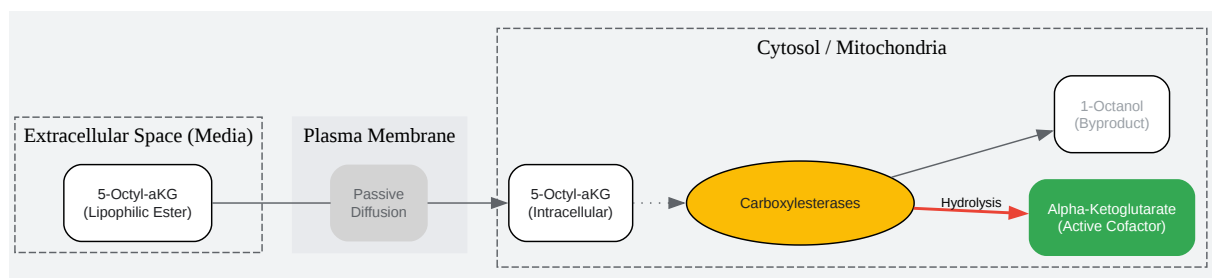 Extracellular Space (Media)
5-Octyl-aKG
(Lipophilic Ester)
Plasma Membrane
Passive
Diffusion
Cytosol / Mitochondria
5-Octyl-aKG
(Intracellular)
Carboxylesterases
Hydrolysis
1-Octanol
(Byproduct)
Alpha-Ketoglutarate
(Active Cofactor)